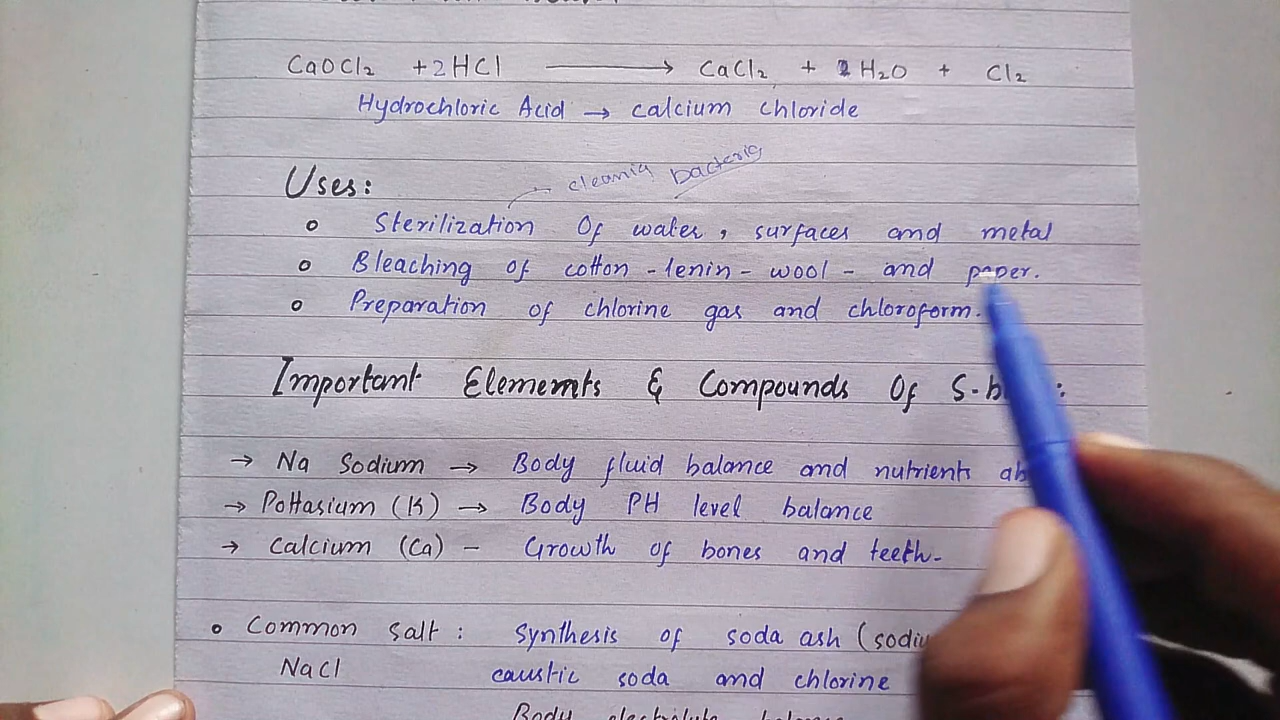 CaOCl2 +2HCl ⟶ CaCl2 + H2O + Cl2
Hydrochloric Acid → calcium chloride
Uses:
cleaning bacteria
o Sterilization Of water, surfaces and metal
o Bleaching of cotton - lenin - wool - and paper.
o Preparation of chlorine gas and chloroform.
Important Elements & Compounds Of S-b :
→ Na Sodium → Body fluid balance and nutrients ab
→ Pottasium (K) → Body PH level balance
→ Calcium (Ca) - Growth of bones and teeth.
o Common Salt : Synthesis of soda ash (sodiu
NaCl caustic soda and chlorine
Body